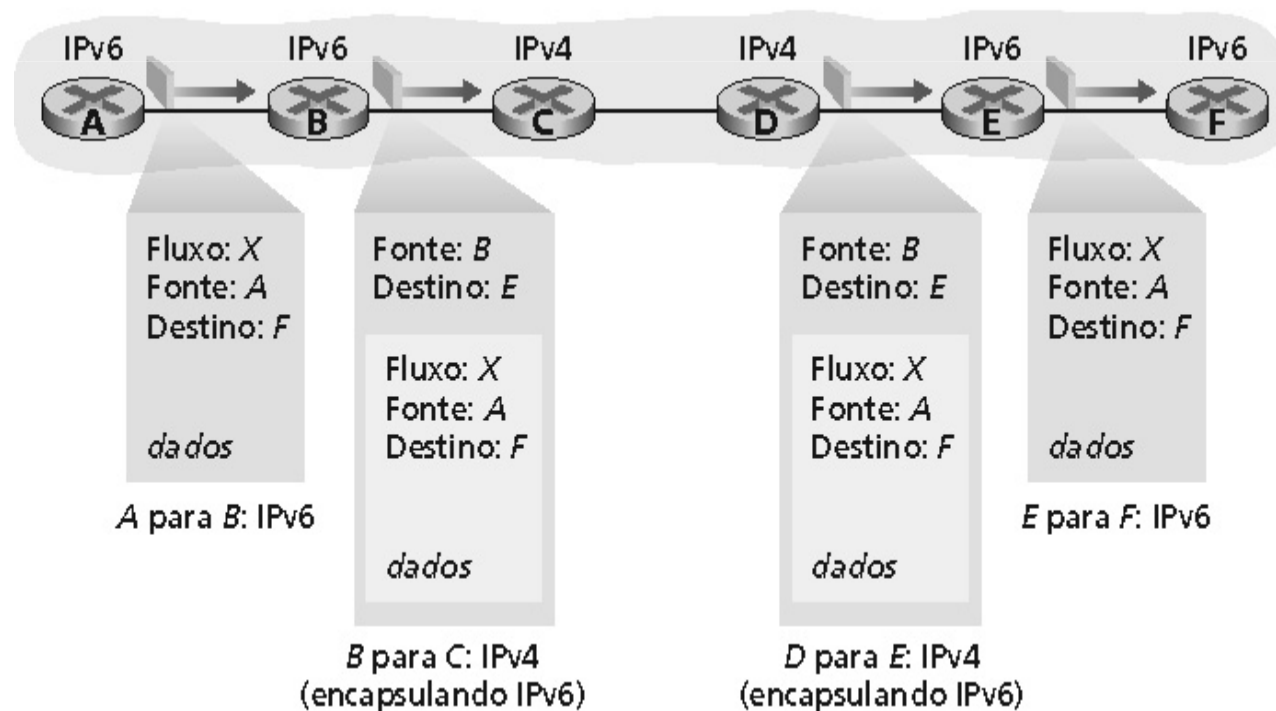 IPv6 IPv6 IPv4 IPv4 IPv6 IPv6
A B C D E F
Fluxo: X
Fonte: A
Destino: F
dados
A para B: IPv6
Fonte: B
Destino: E
Fluxo: X
Fonte: A
Destino: F
dados
B para C: IPv4
(encapsulando IPv6)
Fonte: B
Destino: E
Fluxo: X
Fonte: A
Destino: F
dados
D para E: IPv4
(encapsulando IPv6)
Fluxo: X
Fonte: A
Destino: F
dados
E para F: IPv6